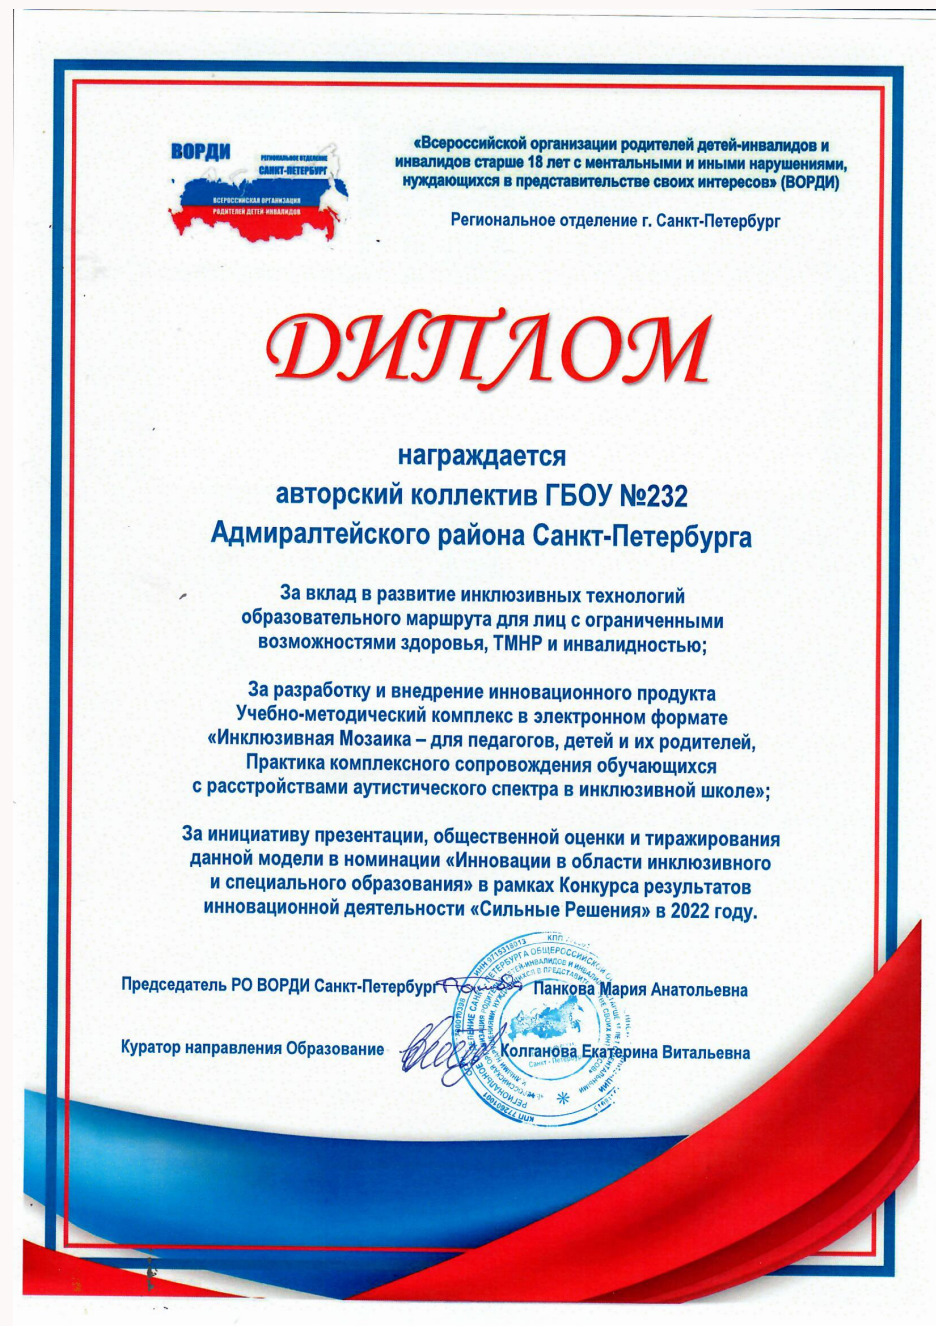 ВОРДИ
РЕГИОНАЛЬНОЕ ОТДЕЛЕНИЕ
САНКТ-ПЕТЕРБУРГ
ВСЕРОССИЙСКАЯ ОРГАНИЗАЦИЯ
РОДИТЕЛЕЙ ДЕТЕЙ-ИНВАЛИДОВ
«Всероссийской организации родителей детей-инвалидов и
инвалидов старше 18 лет с ментальными и иными нарушениями,
нуждающихся в представительстве своих интересов» (ВОРДИ)
Региональное отделение г. Санкт-Петербург
ДИПЛОМ
награждается
авторский коллектив ГБОУ №232
Адмиралтейского района Санкт-Петербурга
За вклад в развитие инклюзивных технологий
образовательного маршрута для лиц с ограниченными
возможностями здоровья, ТМНР и инвалидностью;
За разработку и внедрение инновационного продукта
Учебно-методический комплекс в электронном формате
«Инклюзивная Мозаика – для педагогов, детей и их родителей,
Практика комплексного сопровождения обучающихся
с расстройствами аутистического спектра в инклюзивной школе»;
За инициативу презентации, общественной оценки и тиражирования
данной модели в номинации «Инновации в области инклюзивного
и специального образования» в рамках Конкурса результатов
инновационной деятельности «Сильные Решения» в 2022 году.
Председатель РО ВОРДИ Санкт-Петербург Панкова Мария Анатольевна
Куратор направления Образование Колганова Екатерина Витальевна
Санкт - Петербург